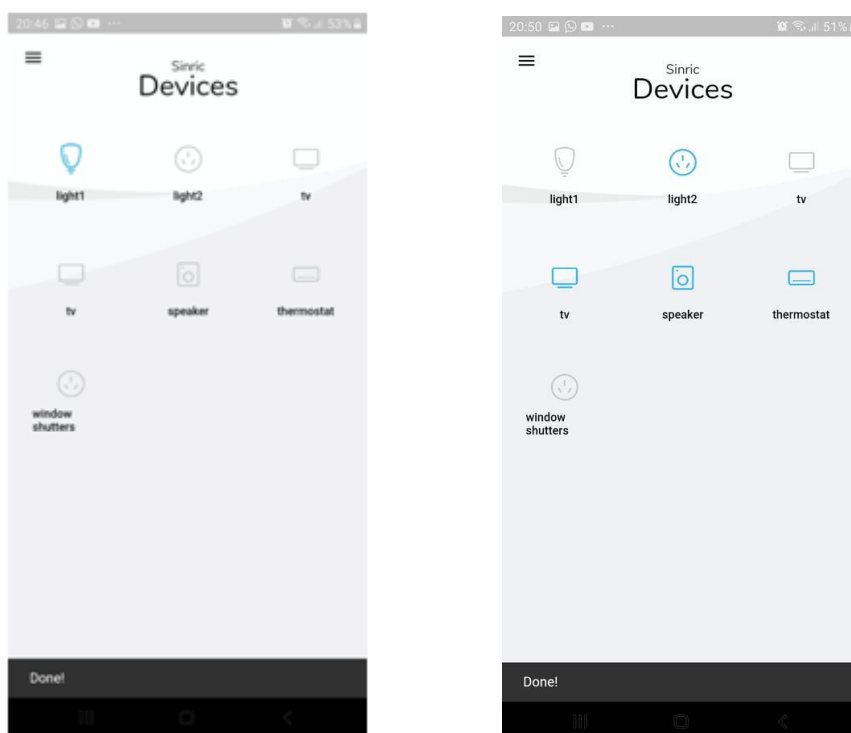 20:46 ... 53%
Sinric
Devices
light1 light2 tv
tv speaker thermostat
window
shutters
Done!
20:50 ... 51%
Sinric
Devices
light1 light2 tv
tv speaker thermostat
window
shutters
Done!